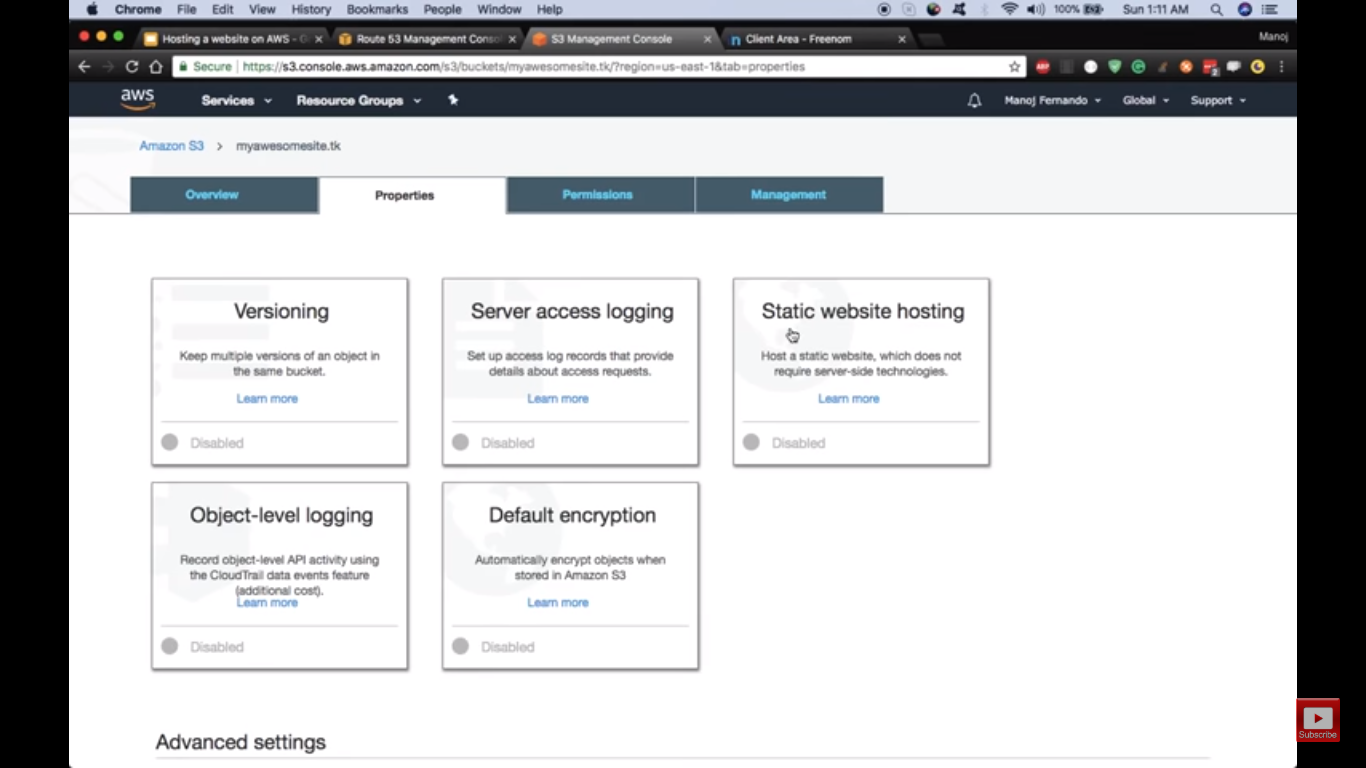 Chrome File Edit View History Bookmarks People Window Help 100% Sun 1:11 AM
Hosting a website on AWS - G × Route 53 Management Consol × S3 Management Console × Client Area - Freenom × Manoj
Secure | https://s3.console.aws.amazon.com/s3/buckets/myawesomesite.tk/?region=us-east-1&tab=properties
aws Services Resource Groups Manoj Fernando Global Support
Amazon S3 > myawesomesite.tk
Overview Properties Permissions Management
Versioning
Keep multiple versions of an object in
the same bucket.
Learn more
Disabled
Server access logging
Set up access log records that provide
details about access requests.
Learn more
Disabled
Static website hosting
Host a static website, which does not
require server-side technologies.
Learn more
Disabled
Object-level logging
Record object-level API activity using
the CloudTrail data events feature
(additional cost).
Learn more
Disabled
Default encryption
Automatically encrypt objects when
stored in Amazon S3
Learn more
Disabled
Advanced settings
Subscribe